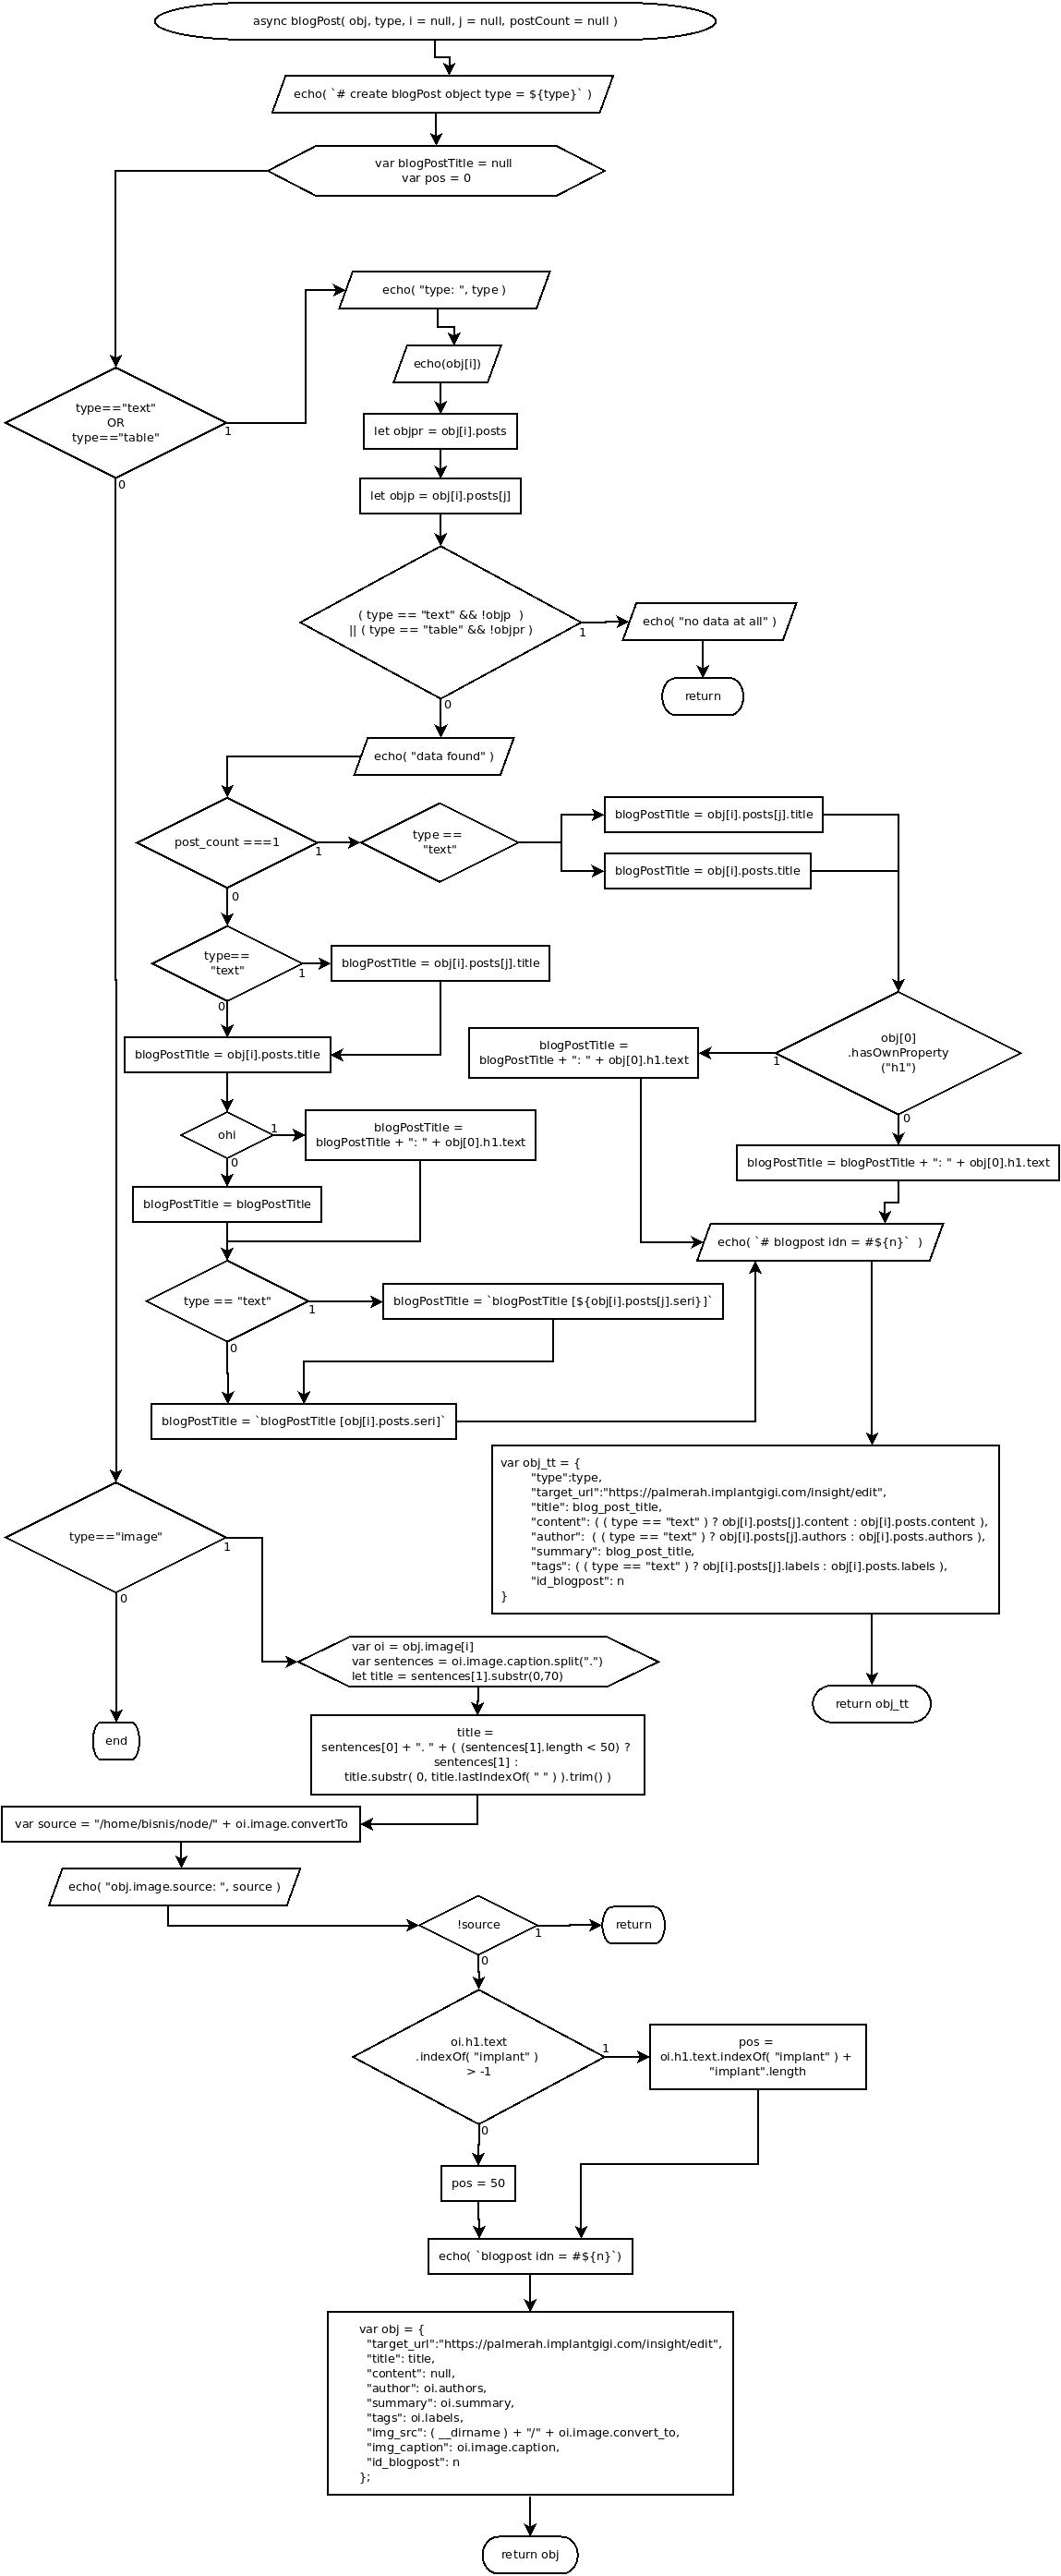 async blogPost( obj, type, i = null, j = null, postCount = null )
echo( `# create blogPost object type = ${type}` )
var blogPostTitle = null
var pos = 0
echo( "type: ", type )
echo(obj[i])
type=="text"
OR
type=="table"
1
0
let objpr = obj[i].posts
let objp = obj[i].posts[j]
( type == "text" && !objp )
|| ( type == "table" && !objpr )
1
0
echo( "no data at all" )
return
echo( "data found" )
post_count ===1
1
0
type ==
"text"
blogPostTitle = obj[i].posts[j].title
blogPostTitle = obj[i].posts.title
type==
"text"
1
0
blogPostTitle = obj[i].posts[j].title
blogPostTitle = obj[i].posts.title
obj[0]
.hasOwnProperty
("h1")
1
0
blogPostTitle =
blogPostTitle + ": " + obj[0].h1.text
ohi
1
0
blogPostTitle =
blogPostTitle + ": " + obj[0].h1.text
blogPostTitle = blogPostTitle + ": " + obj[0].h1.text
blogPostTitle = blogPostTitle
echo( `# blogpost idn = #${n}` )
type == "text"
1
0
blogPostTitle = `blogPostTitle [${obj[i].posts[j].seri}]`
blogPostTitle = `blogPostTitle [obj[i].posts.seri]`
var obj_tt = {
"type":type,
"target_url":"https://palmerah.implantgigi.com/insight/edit",
"title": blog_post_title,
"content": ( ( type == "text" ) ? obj[i].posts[j].content : obj[i].posts.content ),
"author": ( ( type == "text" ) ? obj[i].posts[j].authors : obj[i].posts.authors ),
"summary": blog_post_title,
"tags": ( ( type == "text" ) ? obj[i].posts[j].labels : obj[i].posts.labels ),
"id_blogpost": n
}
return obj_tt
type=="image"
1
0
end
var oi = obj.image[i]
var sentences = oi.image.caption.split(".")
let title = sentences[1].substr(0,70)
title =
sentences[0] + ". " + ( (sentences[1].length < 50) ?
sentences[1] :
title.substr( 0, title.lastIndexOf( " " ) ).trim() )
var source = "/home/bisnis/node/" + oi.image.convertTo
echo( "obj.image.source: ", source )
!source
1
0
return
oi.h1.text
.indexOf( "implant" )
> -1
1
0
pos =
oi.h1.text.indexOf( "implant" ) +
"implant".length
pos = 50
echo( `blogpost idn = #${n}`)
var obj = {
"target_url":"https://palmerah.implantgigi.com/insight/edit",
"title": title,
"content": null,
"author": oi.authors,
"summary": oi.summary,
"tags": oi.labels,
"img_src": ( __dirname ) + "/" + oi.image.convert_to,
"img_caption": oi.image.caption,
"id_blogpost": n
};
return obj